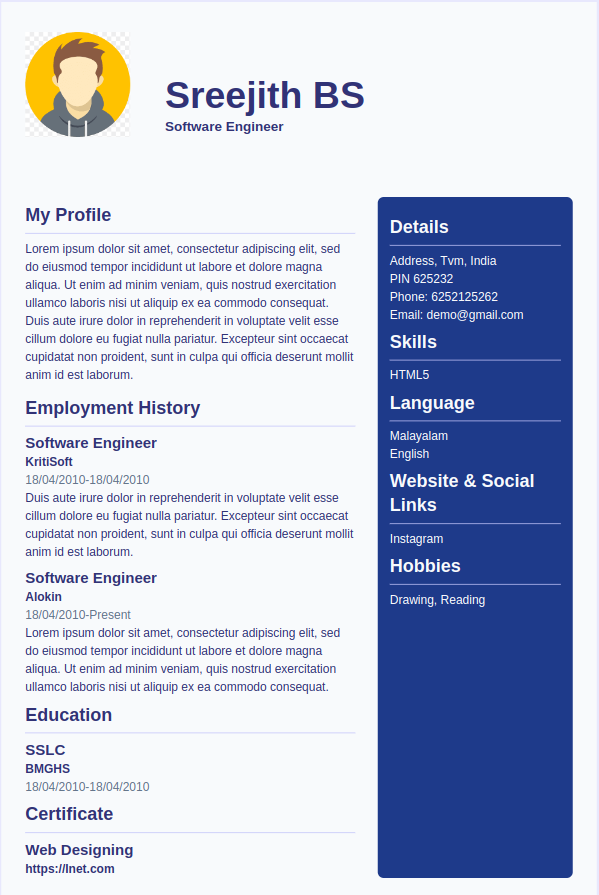 Sreejith BS
Software Engineer
My Profile
Lorem ipsum dolor sit amet, consectetur adipiscing elit, sed
do eiusmod tempor incididunt ut labore et dolore magna
aliqua. Ut enim ad minim veniam, quis nostrud exercitation
ullamco laboris nisi ut aliquip ex ea commodo consequat.
Duis aute irure dolor in reprehenderit in voluptate velit esse
cillum dolore eu fugiat nulla pariatur. Excepteur sint occaecat
cupidatat non proident, sunt in culpa qui officia deserunt mollit
anim id est laborum.
Employment History
Software Engineer
KritiSoft
18/04/2010-18/04/2010
Duis aute irure dolor in reprehenderit in voluptate velit esse
cillum dolore eu fugiat nulla pariatur. Excepteur sint occaecat
cupidatat non proident, sunt in culpa qui officia deserunt mollit
anim id est laborum.
Software Engineer
Alokin
18/04/2010-Present
Lorem ipsum dolor sit amet, consectetur adipiscing elit, sed
do eiusmod tempor incididunt ut labore et dolore magna
aliqua. Ut enim ad minim veniam, quis nostrud exercitation
ullamco laboris nisi ut aliquip ex ea commodo consequat.
Education
SSLC
BMGHS
18/04/2010-18/04/2010
Certificate
Web Designing
https://lnet.com
Details
Address, Tvm, India
PIN 625232
Phone: 6252125262
Email: demo@gmail.com
Skills
HTML5
Language
Malayalam
English
Website & Social
Links
Instagram
Hobbies
Drawing, Reading